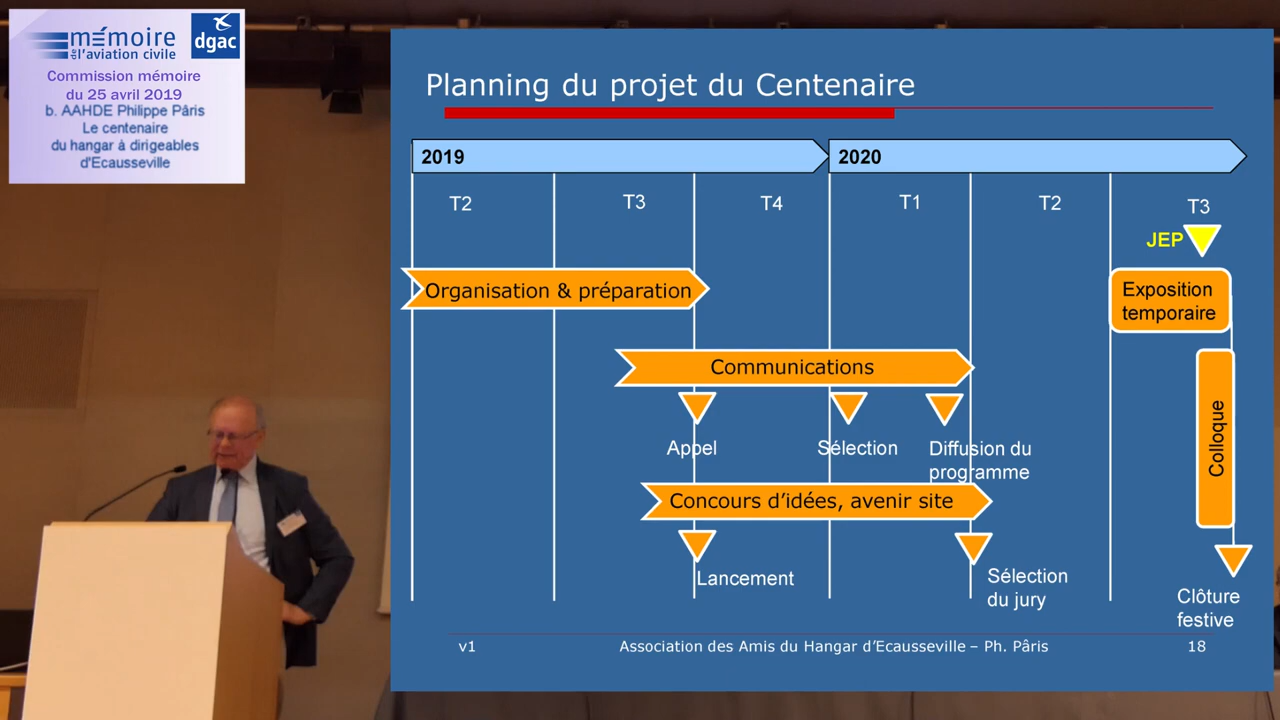 mémoire
de l'aviation civile
dgac
Commission mémoire
du 25 avril 2019
b. AAHDE Philippe Pâris
Le centenaire
du hangar à dirigeables
d'Ecausseville
Planning du projet du Centenaire
2019
2020
T2
T3
T4
T1
T2
T3
JEP
Organisation & préparation
Exposition
temporaire
Communications
Appel
Sélection
Diffusion du
programme
Colloque
Concours d'idées, avenir site
Lancement
Sélection
du jury
Clôture
festive
v1
Association des Amis du Hangar d'Ecausseville – Ph. Pâris
18